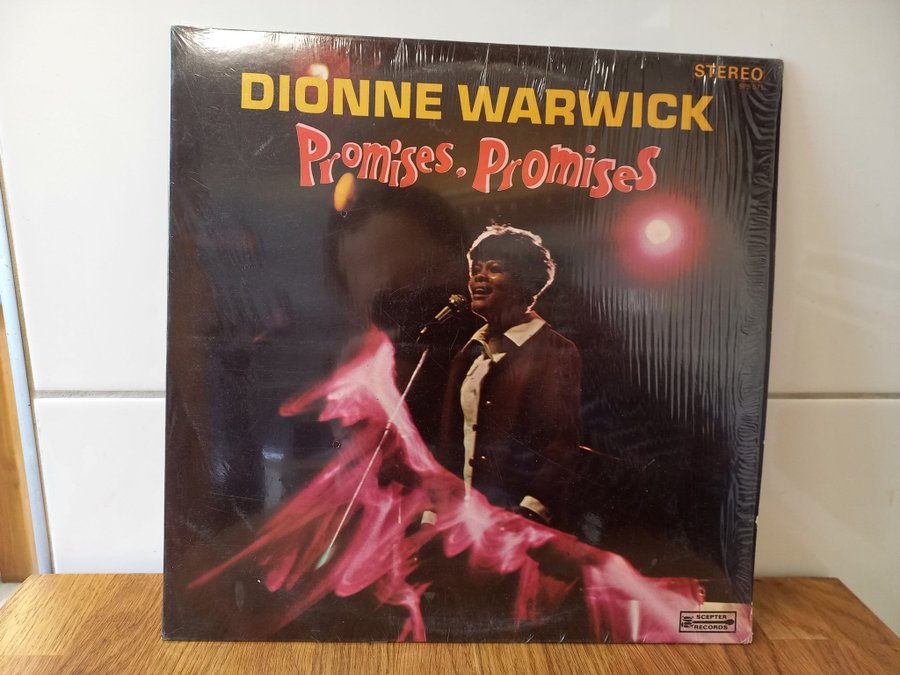 STEREO
DIONNE WARWICK
Promises, Promises
SCEPTER
RECORDS